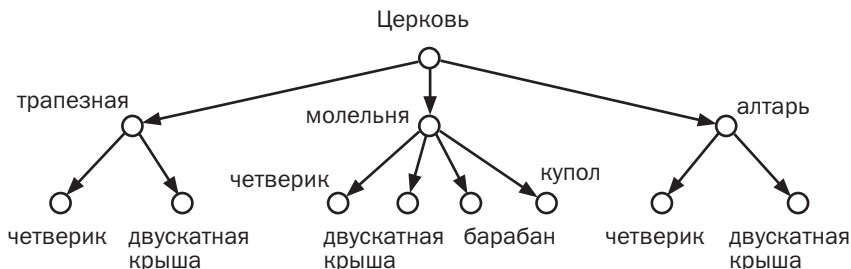 Церковь
трапезная
молельня
алтарь
четверик
купол
четверик
двускатная
крыша
двускатная
крыша
барабан
четверик
двускатная
крыша